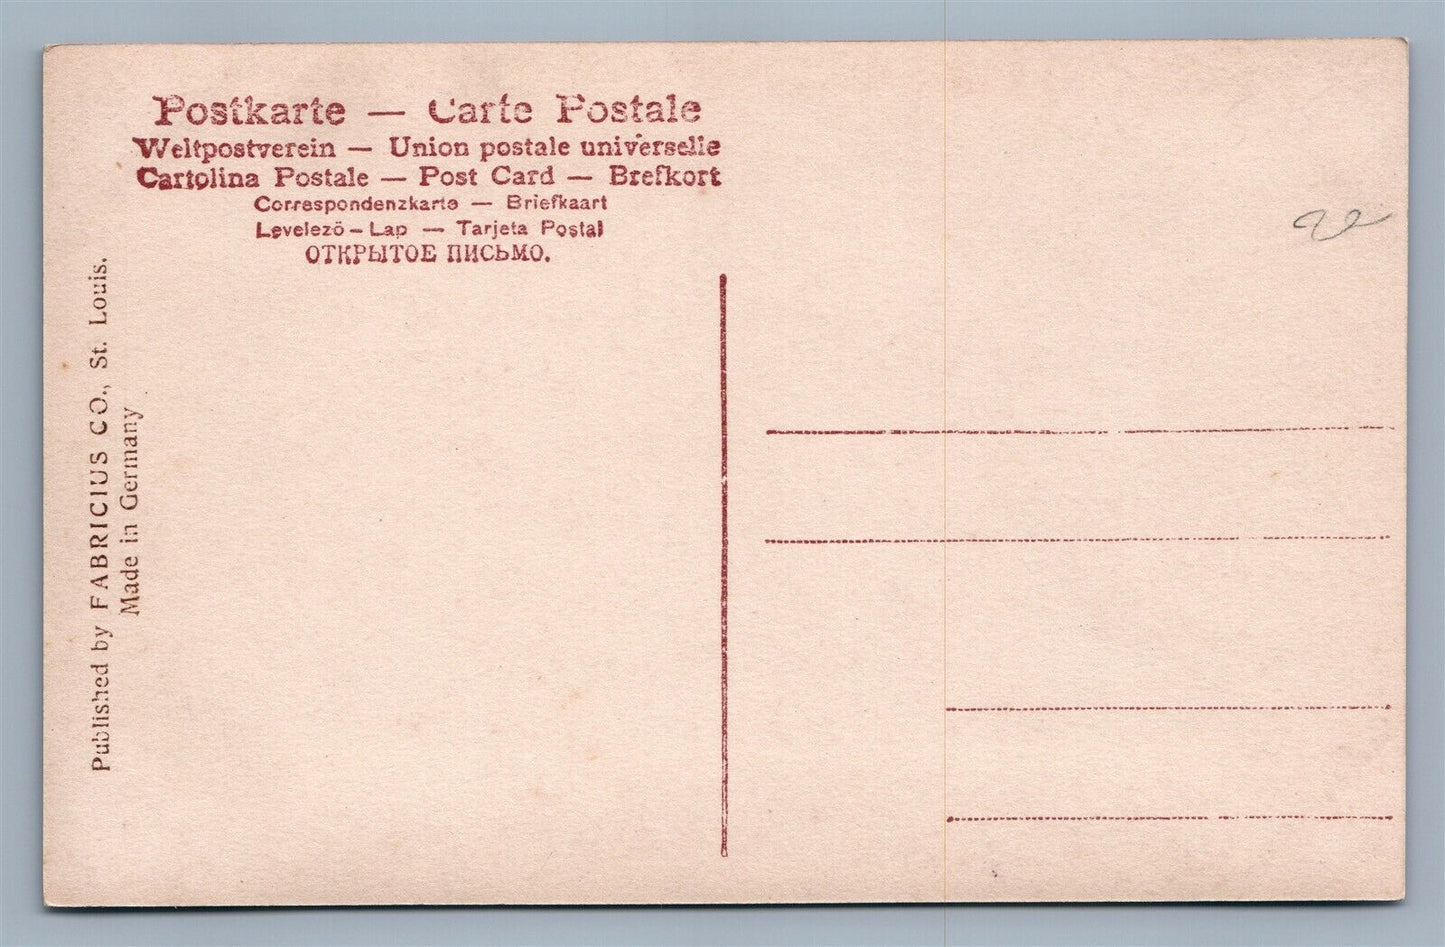 Postkarte — Carte Postale
Weltpostverein — Union postale universelle
Cartolina Postale — Post Card — Brefkort
Correspondenzkarte — Briefkaart
Levelezö – Lap — Tarjeta Postal
ОТКРЫТОЕ ПИСЬМО.
Published by FABRICIUS CO., St. Louis.
Made in Germany